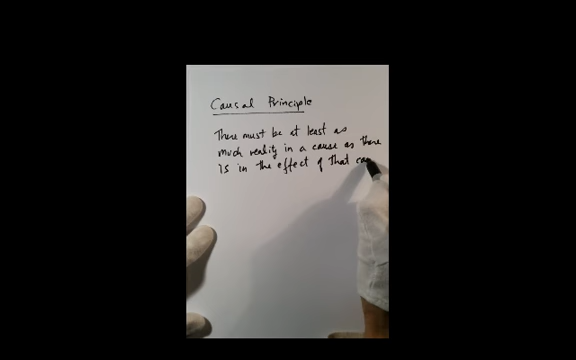 Causal Principle
There must be at least as
much reality in a cause as there
is in the effect of that ca